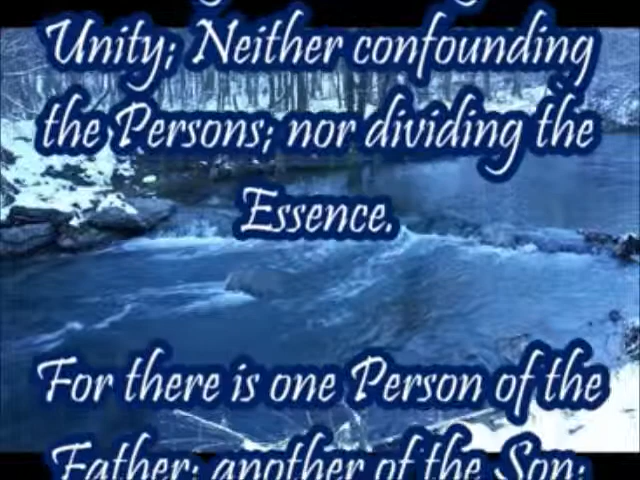 Unity; Neither confounding
the Persons; nor dividing the
Essence.
For there is one Person of the
Father; another of the Son;